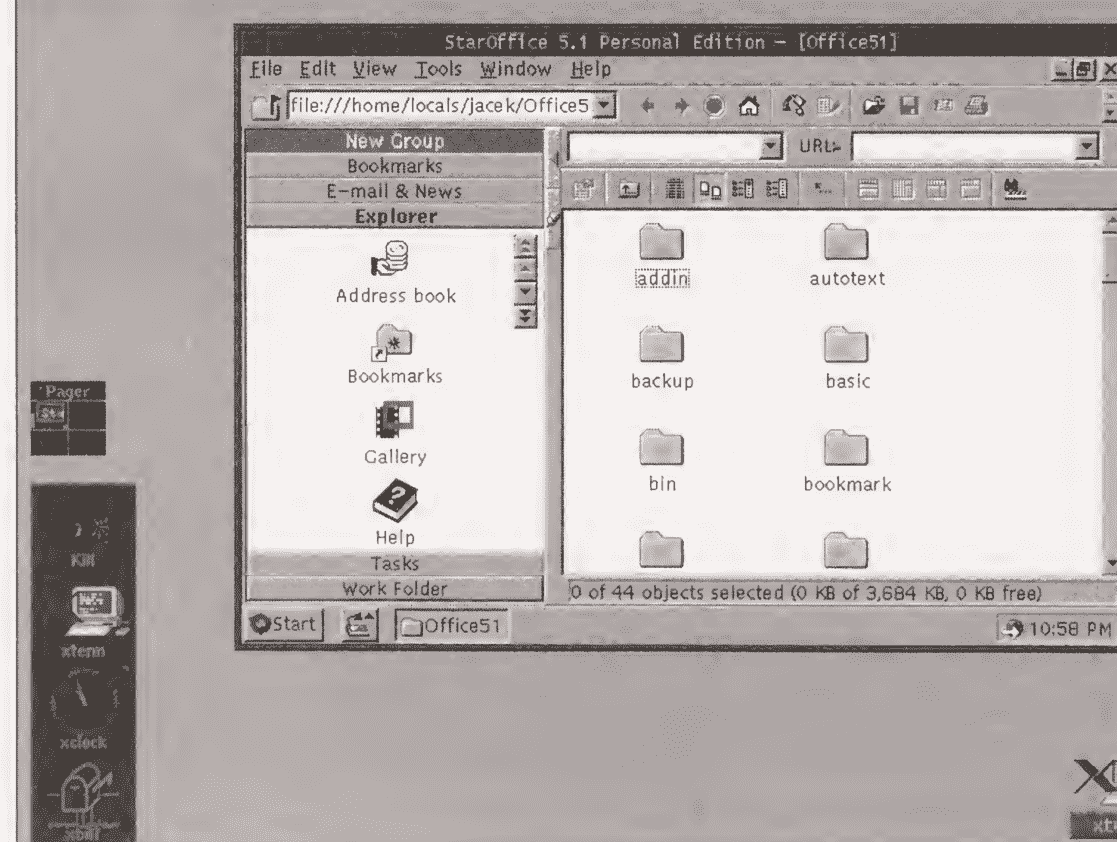 StarOffice 5.1 Personal Edition – [Office51]
File Edit View Tools Window Help
file:///home/locals/jacek/Office5
New Group
Bookmarks
E-mail & News
Explorer
Address book
Bookmarks
Gallery
Help
Tasks
Work Folder
URL:
addin autotext
backup basic
bin bookmark
0 of 44 objects selected (0 KB of 3,684 KB, 0 KB free)
Start Office51 10:58 PM
Pager
Sta
Kill
xterm
xclock
xbiff